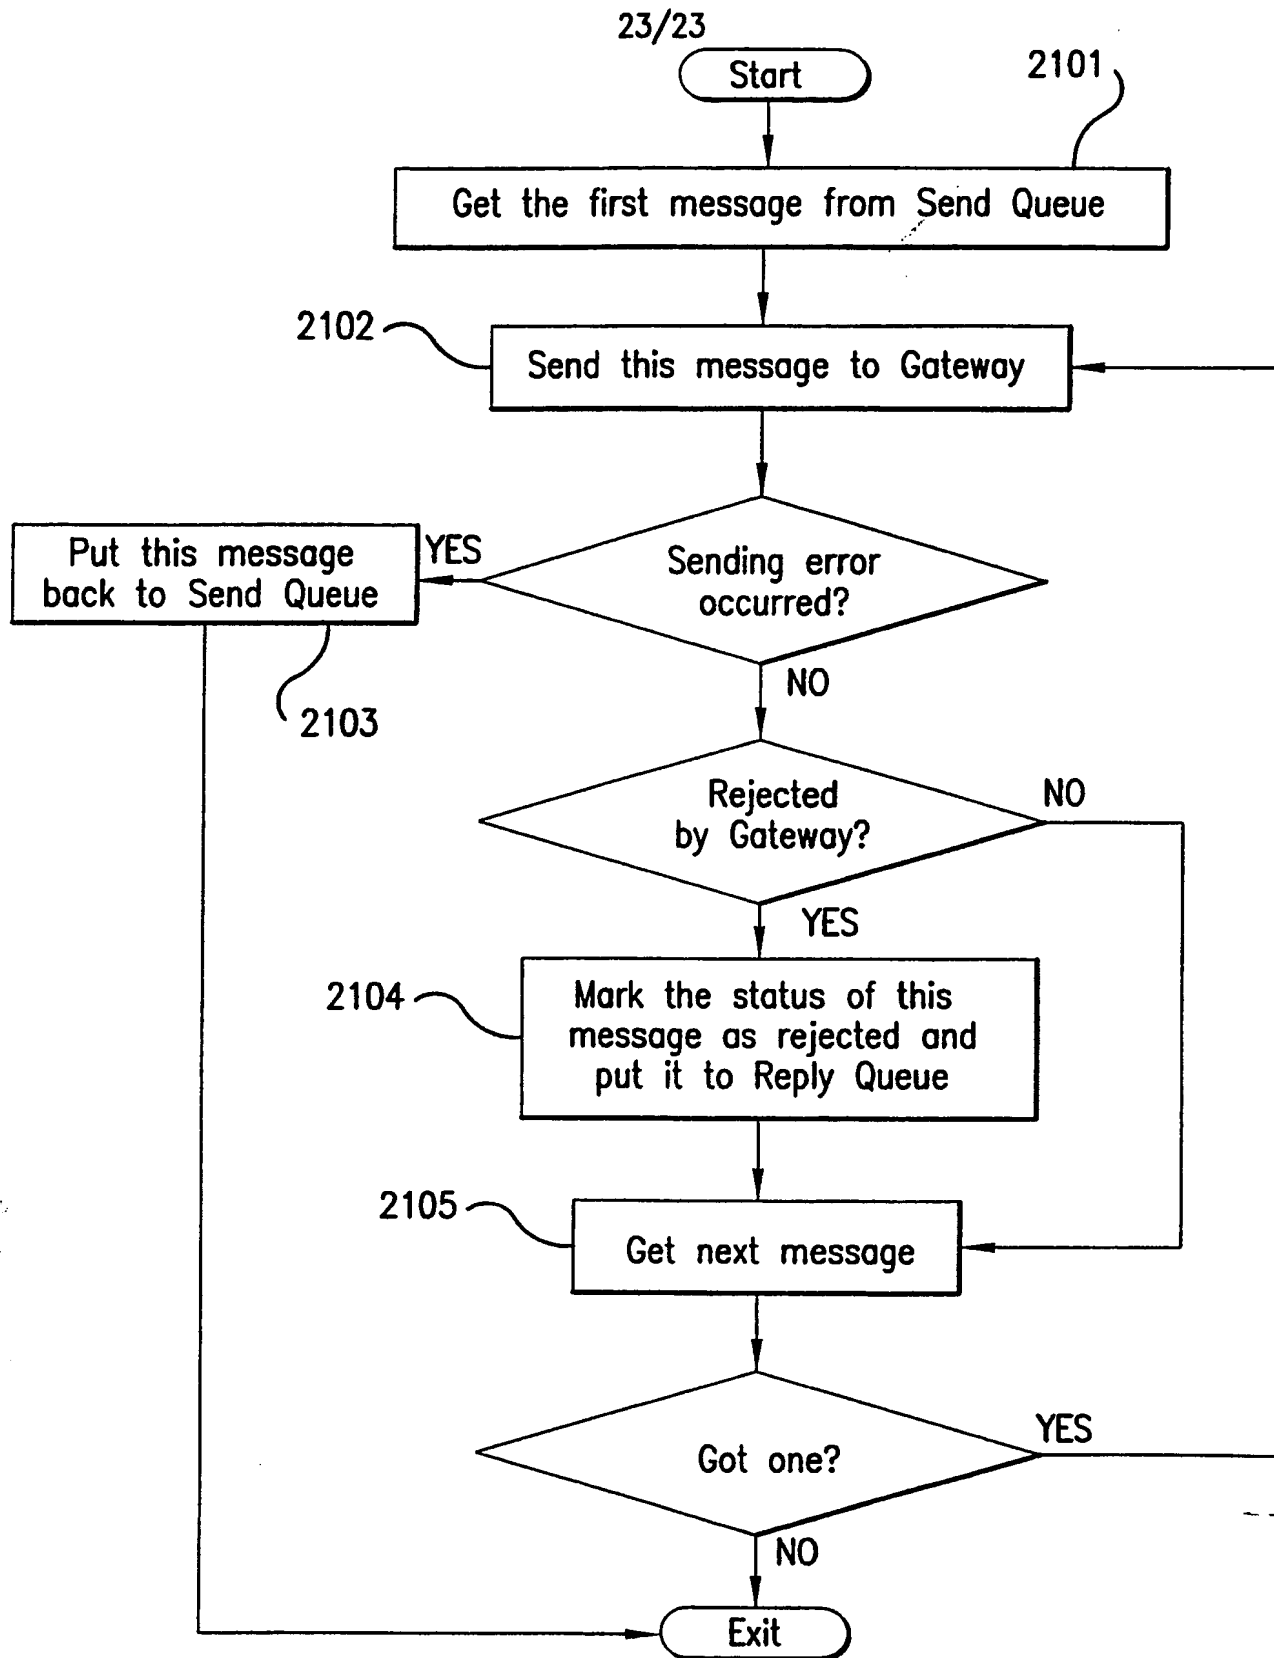 23/23
Start
2101
Get the first message from Send Queue
2102
Send this message to Gateway
Put this message
back to Send Queue
YES
Sending error
occurred?
NO
2103
Rejected
by Gateway?
NO
YES
2104
Mark the status of this
message as rejected and
put it to Reply Queue
2105
Get next message
Got one?
YES
NO
Exit